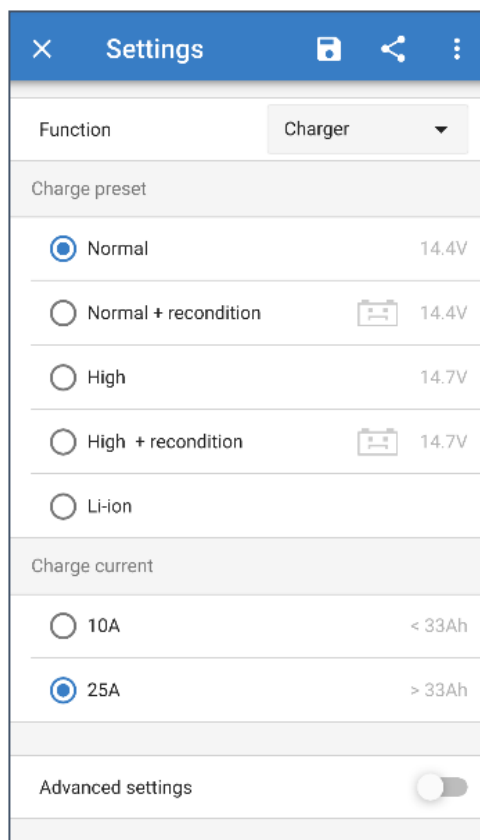 Settings
Function Charger
Charge preset
Normal 14.4V
Normal + recondition 14.4V
High 14.7V
High + recondition 14.7V
Li-ion
Charge current
10A < 33Ah
25A > 33Ah
Advanced settings